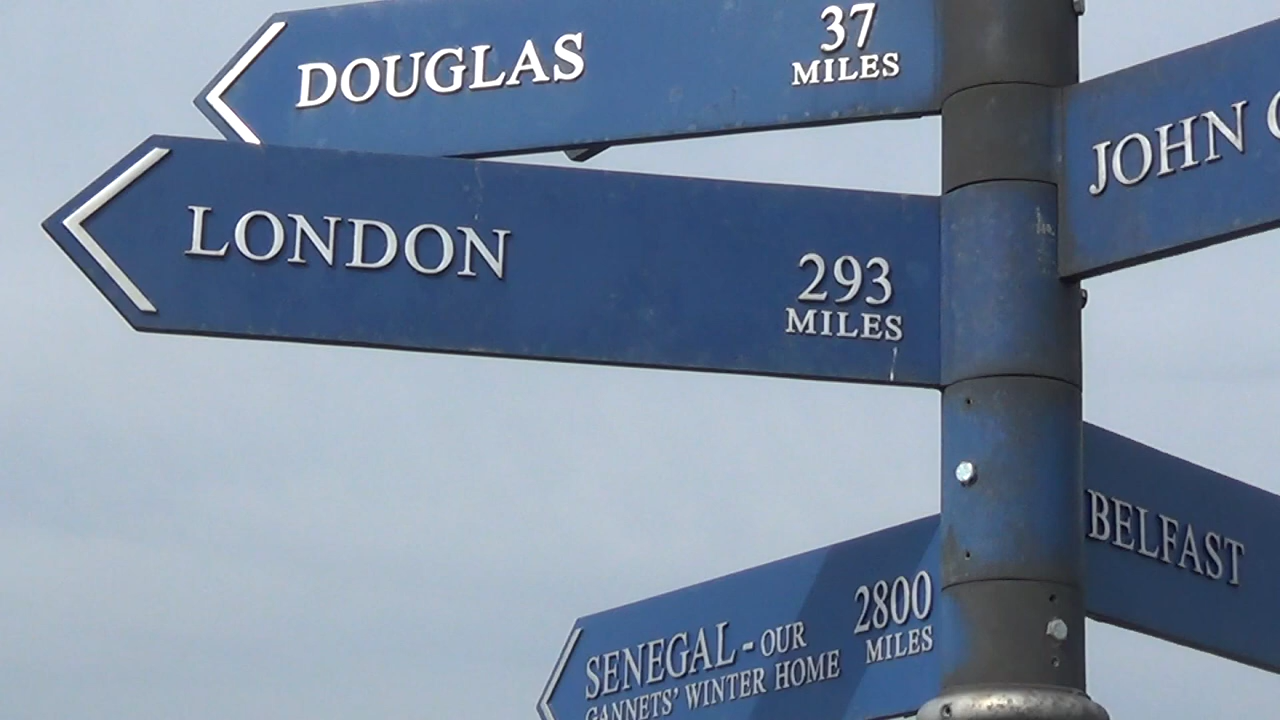 DOUGLAS
37
MILES
LONDON
293
MILES
JOHN
BELFAST
SENEGAL - OUR
GANNETS' WINTER HOME
2800
MILES